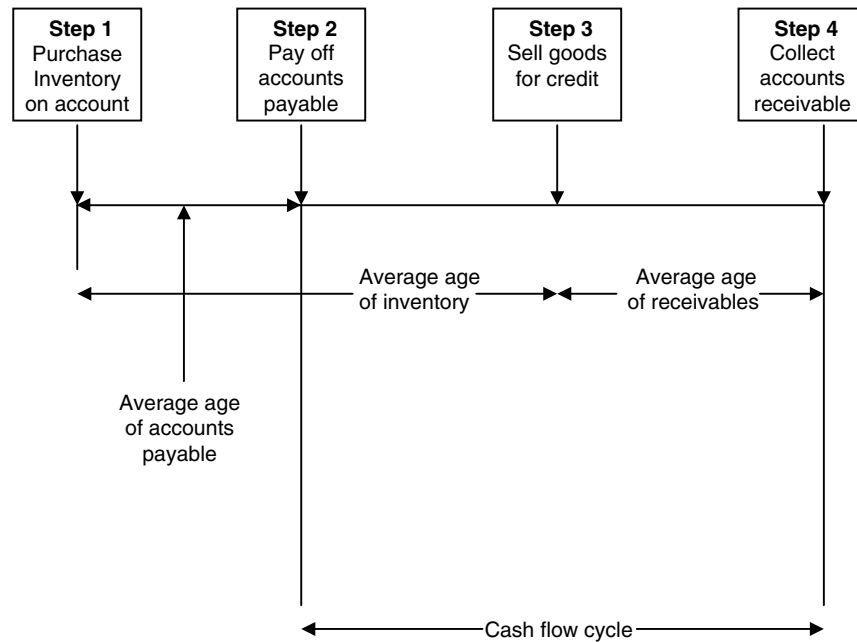 Step 1
Purchase
Inventory
on account
Step 2
Pay off
accounts
payable
Step 3
Sell goods
for credit
Step 4
Collect
accounts
receivable
Average age
of inventory
Average age
of receivables
Average age
of accounts
payable
Cash flow cycle